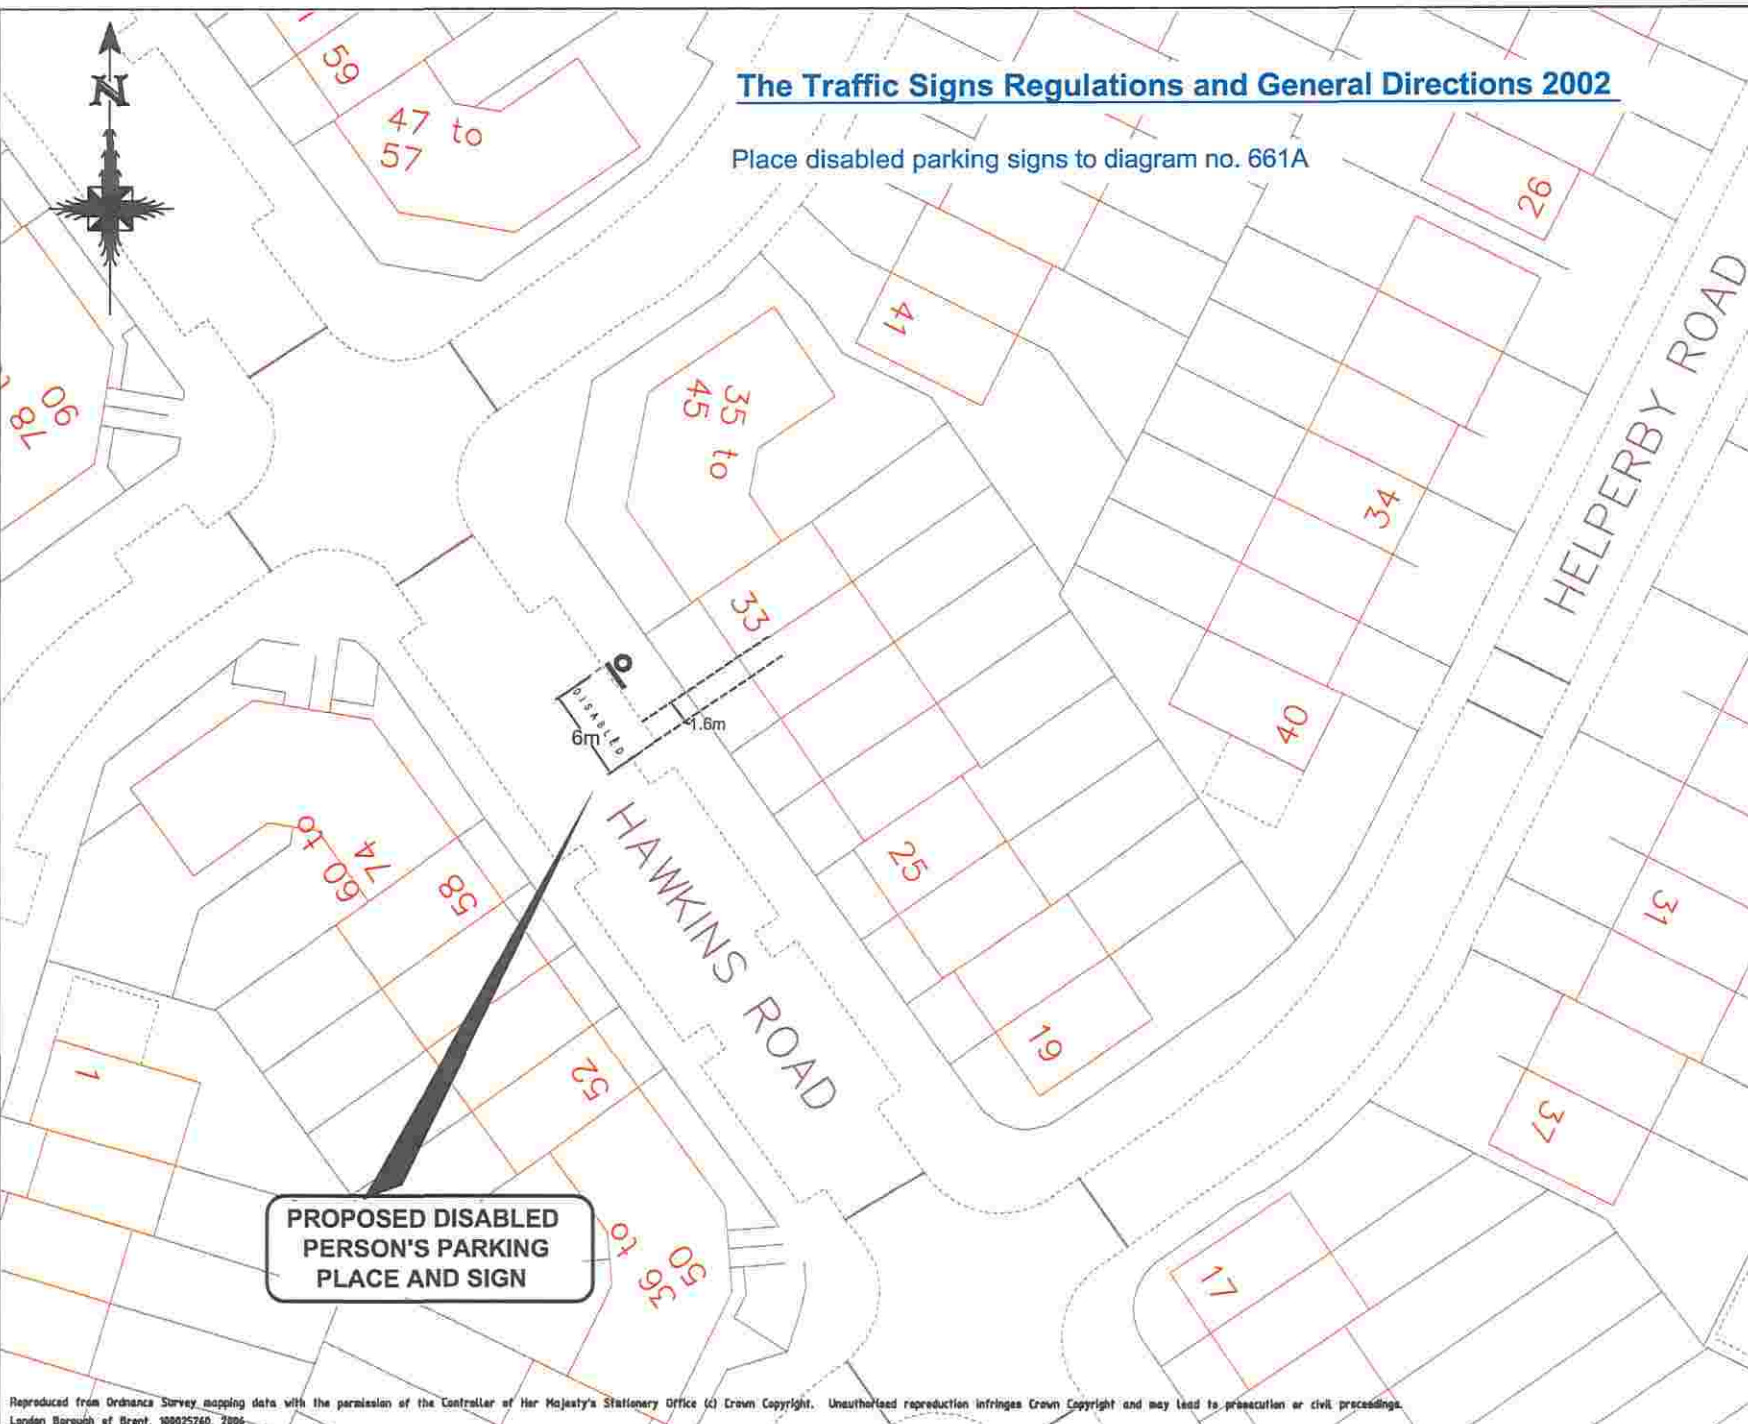 N
The Traffic Signs Regulations and General Directions 2002
Place disabled parking signs to diagram no. 661A
59
47 to
57
26
41
HELPERBY ROAD
35 to
45
90
78
34
33
40
DISABLED
1.6m
6m
HAWKINS ROAD
60 to
74
58
25
31
19
1
52
37
PROPOSED DISABLED
PERSON'S PARKING
PLACE AND SIGN
36 to
50
17
Reproduced from Ordnance Survey mapping data with the permission of the Controller of Her Majesty's Stationery Office (c) Crown Copyright. Unauthorised reproduction infringes Crown Copyright and may lead to prosecution or civil proceedings.
London Borough of Brent, 100025260, 2006